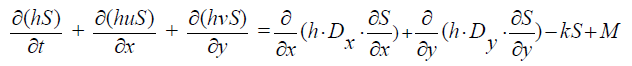 ∂(hS)/∂t + ∂(huS)/∂x + ∂(hvS)/∂y = ∂/∂x (h·D_x · ∂S/∂x) + ∂/∂y (h·D_y · ∂S/∂y) − kS + M